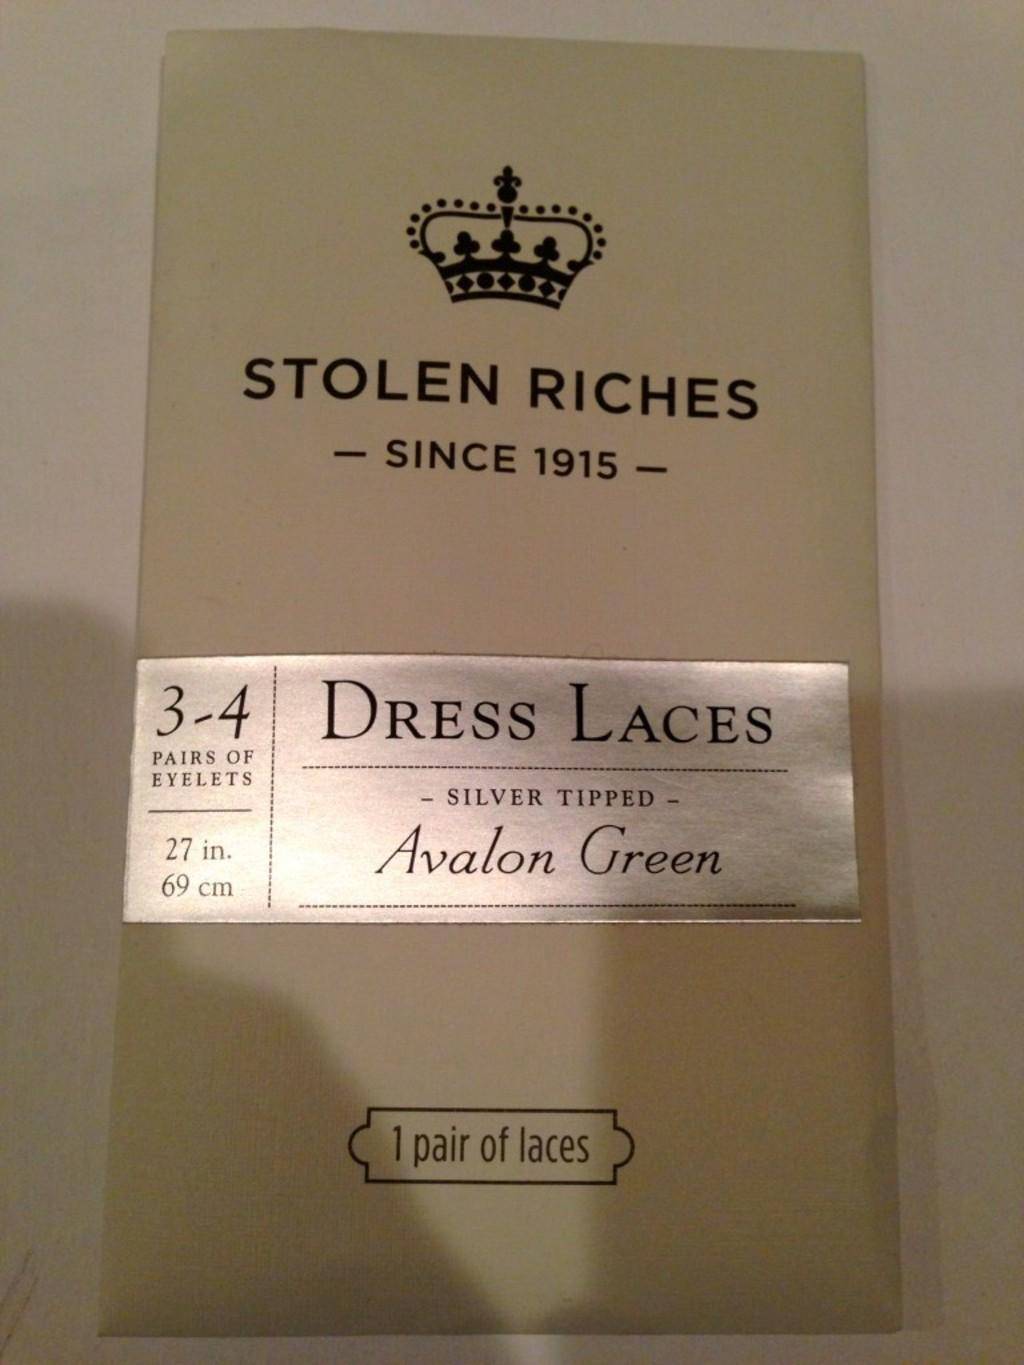 STOLEN RICHES
— SINCE 1915 —
3-4
PAIRS OF
EYELETS
27 in.
69 cm
DRESS LACES
- SILVER TIPPED -
Avalon Green
1 pair of laces